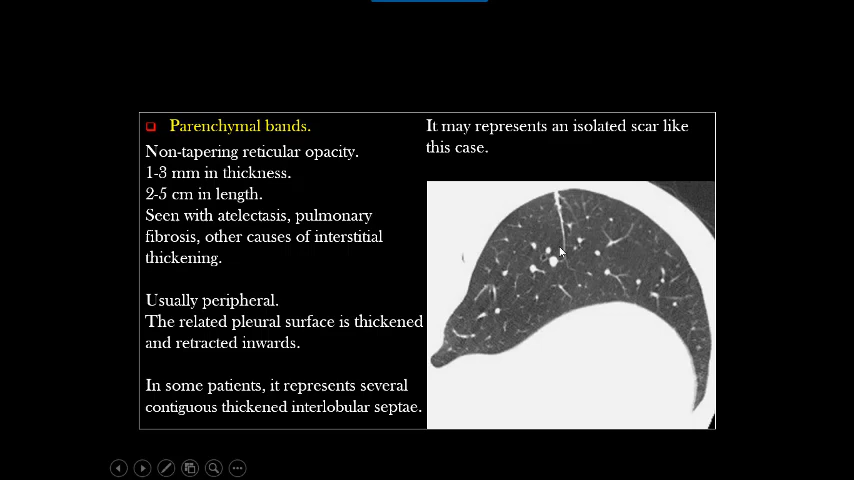 Parenchymal bands.
Non-tapering reticular opacity.
1-3 mm in thickness.
2-5 cm in length.
Seen with atelectasis, pulmonary
fibrosis, other causes of interstitial
thickening.
Usually peripheral.
The related pleural surface is thickened
and retracted inwards.
In some patients, it represents several
contiguous thickened interlobular septae.
It may represents an isolated scar like
this case.